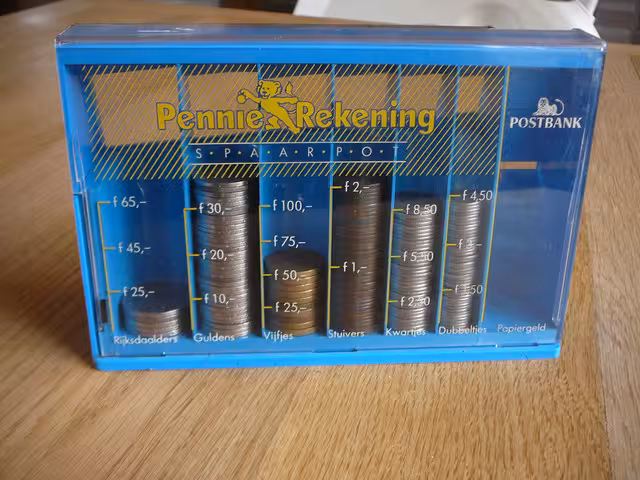 Pennie Rekening
S·P·A·A·R·P·O·T
POSTBANK
f 65,–
f 45,–
f 25,–
Rijksdaalders
f 30,–
f 20,–
f 10,–
Guldens
f 100,–
f 75,–
f 50,–
f 25,–
Vijfjes
f 2,–
f 1,–
Stuivers
f 8,50
f 5,50
f 2,50
Kwartjes
f 4,50
f 3,–
f 1,50
Dubbeltjes
Papiergeld